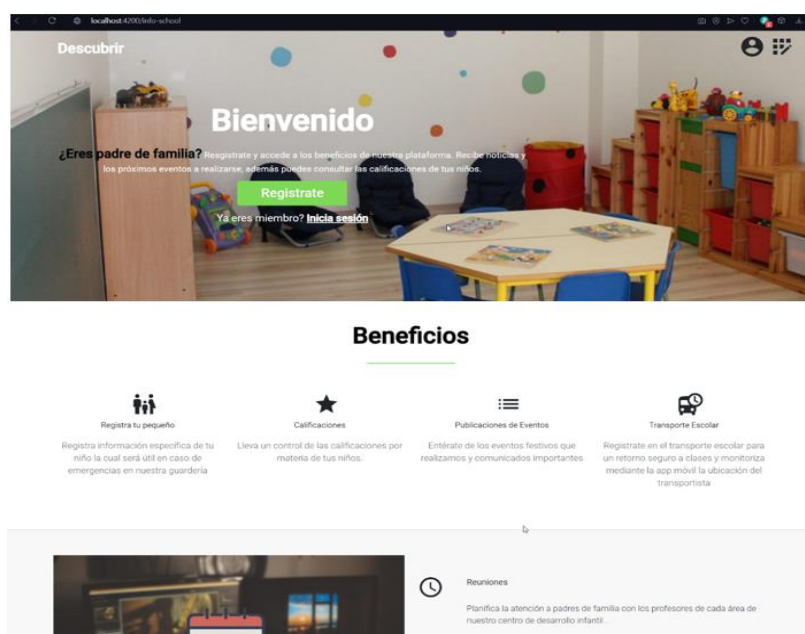 localhost:4200/info-school
Descubrir
Bienvenido
¿Eres padre de familia? Resgistrate y accede a los beneficios de nuestra plataforma. Recibe noticias y
los próximos eventos a realizarse, además puedes consultar las calificaciones de tus niños.
Registrate
Ya eres miembro? Inicia sesión
Beneficios
Registra tu pequeño
Registra información específica de tu
niño la cual será útil en caso de
emergencias en nuestra guardería
Calificaciones
Lleva un control de las calificaciones por
materia de tus niños.
Publicaciones de Eventos
Entérate de los eventos festivos que
realizamos y comunicados importantes
Transporte Escolar
Registrate en el transporte escolar para
un retorno seguro a clases y monitoriza
mediante la app móvil la ubicación del
transportista
Reuniones
Planifica la atención a padres de familia con los profesores de cada área de
nuestro centro de desarrollo infantil.